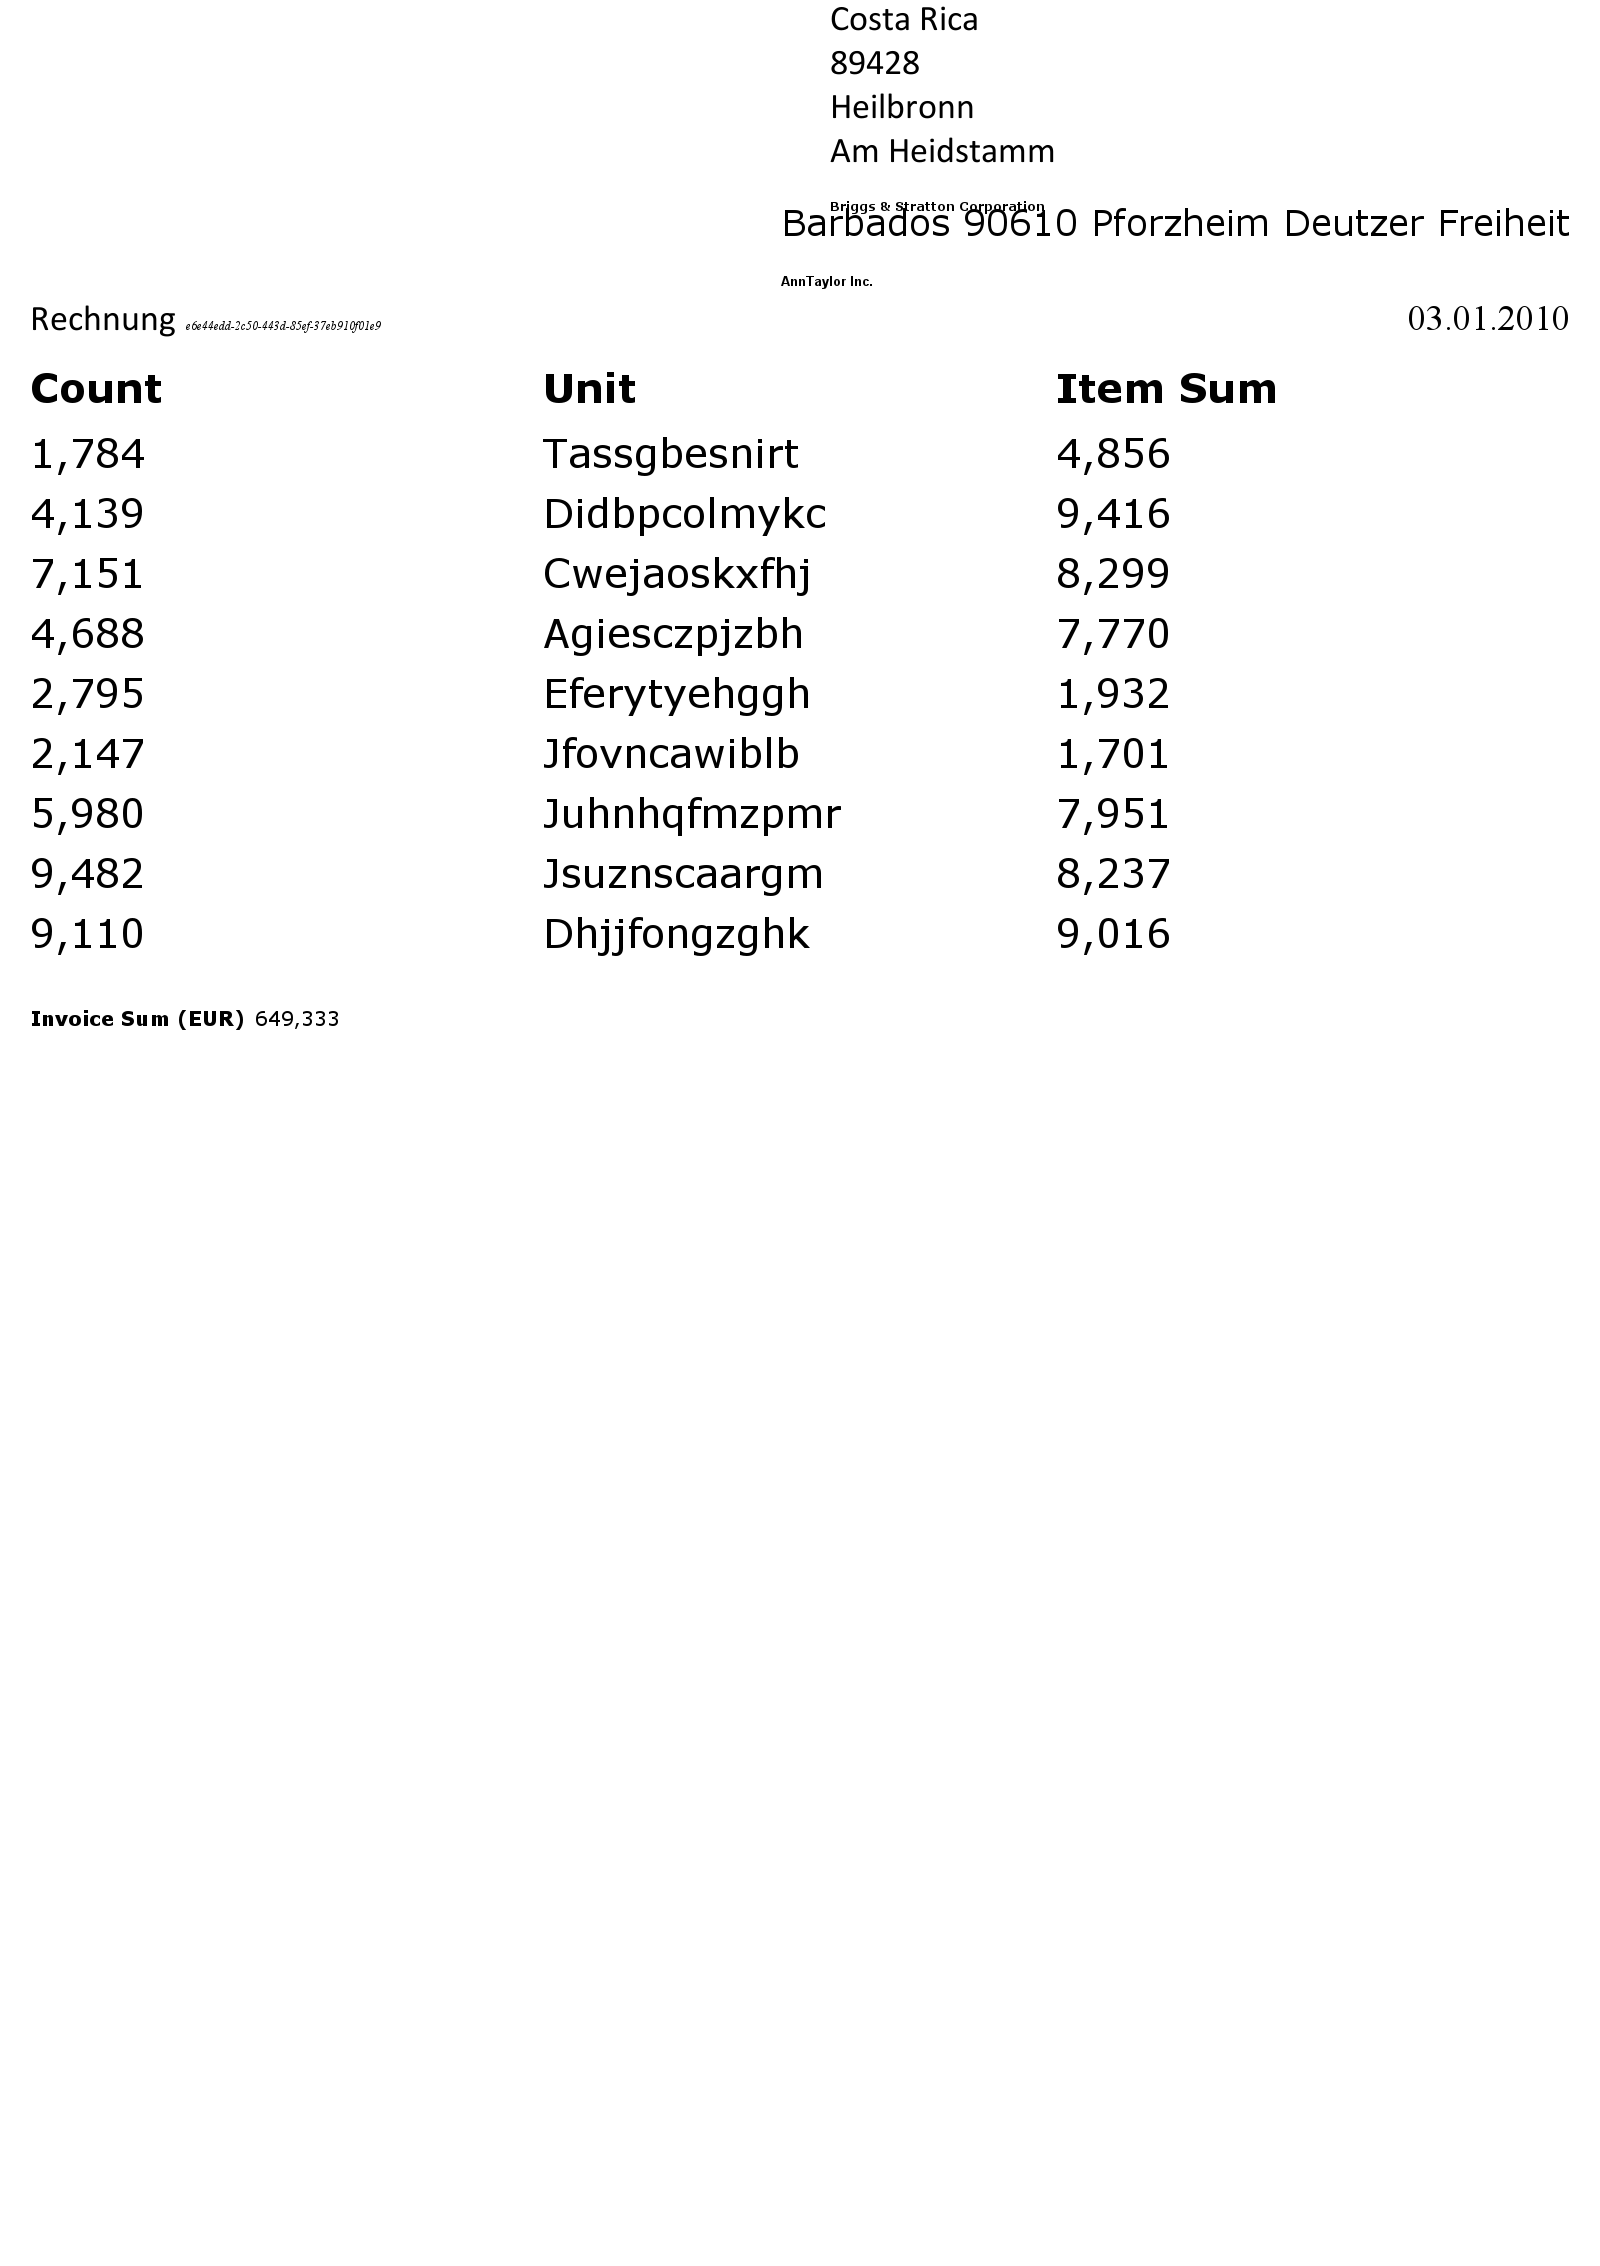 Costa Rica
89428
Heilbronn
Am Heidstamm
Briggs & Stratton Corporation
Barbados 90610 Pforzheim Deutzer Freiheit
AnnTaylor Inc.
Rechnung e6e44edd-2c50-443d-85ef-37eb910f01e9 03.01.2010
Count Unit Item Sum
1,784 Tassgbesnirt 4,856
4,139 Didbpcolmykc 9,416
7,151 Cwejaoskxfhj 8,299
4,688 Agiesczpjzbh 7,770
2,795 Eferytyehggh 1,932
2,147 Jfovncawiblb 1,701
5,980 Juhnhqfmzpmr 7,951
9,482 Jsuznscaargm 8,237
9,110 Dhjjfongzghk 9,016
Invoice Sum (EUR) 649,333